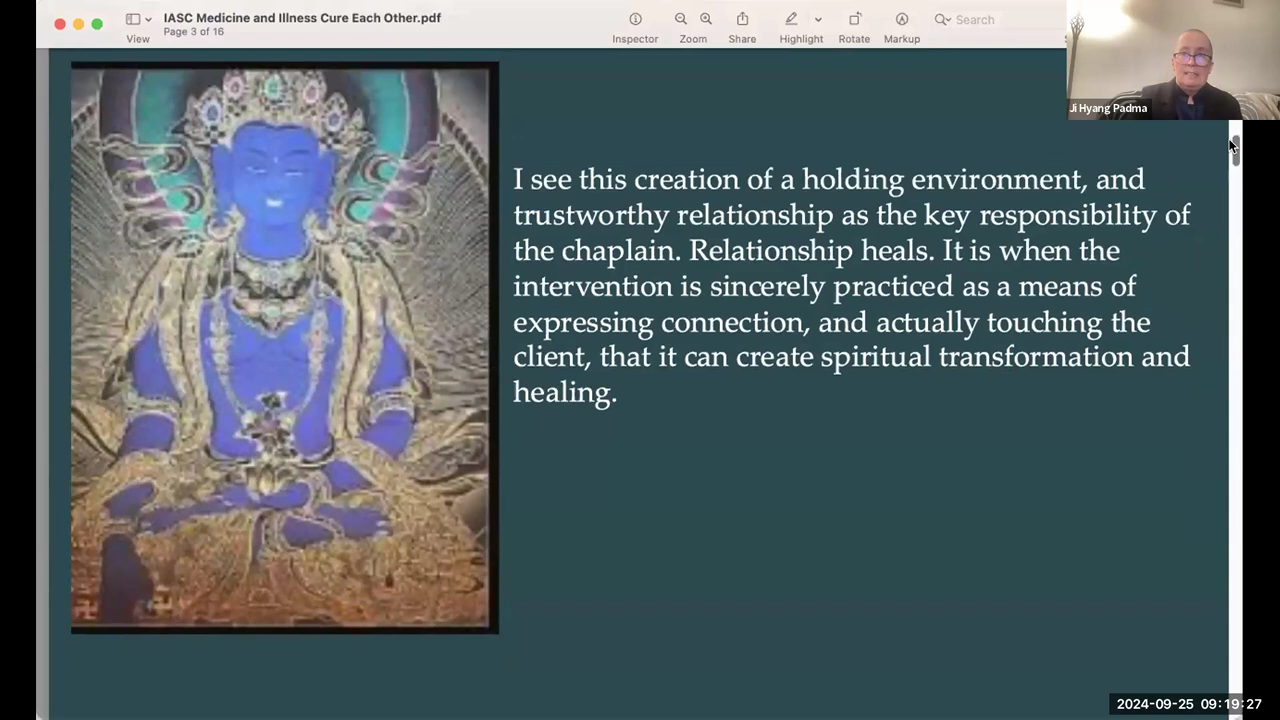 IASC Medicine and Illness Cure Each Other.pdf
Page 3 of 16
View
Inspector
Zoom
Share
Highlight
Rotate
Markup
Search
Ji Hyang Padma
I see this creation of a holding environment, and
trustworthy relationship as the key responsibility of
the chaplain. Relationship heals. It is when the
intervention is sincerely practiced as a means of
expressing connection, and actually touching the
client, that it can create spiritual transformation and
healing.
2024-09-25 09:19:27